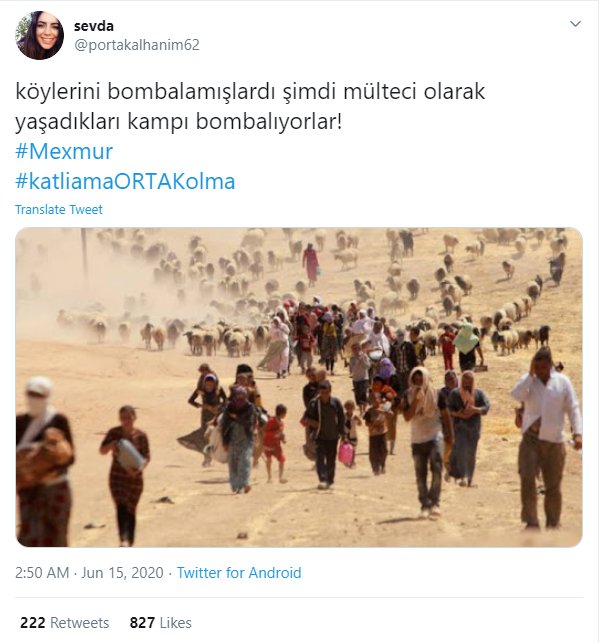 sevda
@portakalhanim62
köylerini bombalamışlardı şimdi mülteci olarak
yaşadıkları kampı bombalıyorlar!
#Mexmur
#katliamaORTAKolma
Translate Tweet
2:50 AM · Jun 15, 2020 · Twitter for Android
222 Retweets 827 Likes